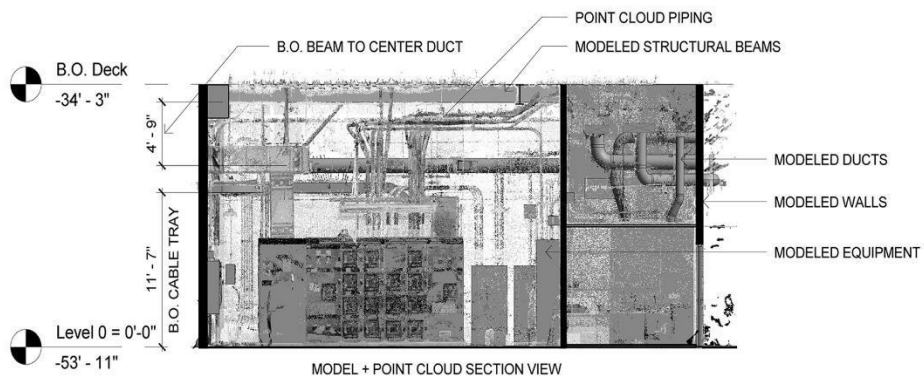 POINT CLOUD PIPING
B.O. BEAM TO CENTER DUCT
MODELED STRUCTURAL BEAMS
B.O. Deck
-34' - 3"
4' - 9"
MODELED DUCTS
MODELED WALLS
11' - 7"
B.O. CABLE TRAY
MODELED EQUIPMENT
Level 0 = 0'-0"
-53' - 11"
MODEL + POINT CLOUD SECTION VIEW